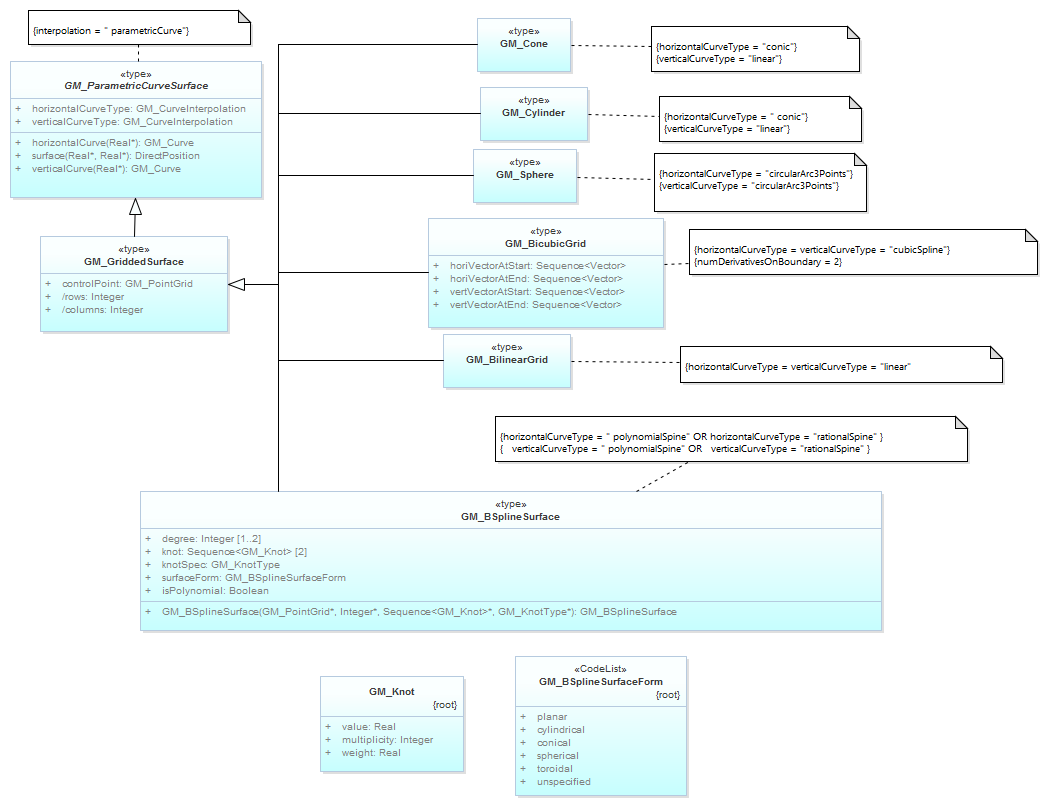 {interpolation = " parametricCurve"}
«type»
GM_ParametricCurveSurface
+ horizontalCurveType: GM_CurveInterpolation
+ verticalCurveType: GM_CurveInterpolation
+ horizontalCurve(Real*): GM_Curve
+ surface(Real*, Real*): DirectPosition
+ verticalCurve(Real*): GM_Curve
«type»
GM_GriddedSurface
+ controlPoint: GM_PointGrid
+ /rows: Integer
+ /columns: Integer
«type»
GM_Cone
{horizontalCurveType = "conic"}
{verticalCurveType = "linear"}
«type»
GM_Cylinder
{horizontalCurveType = " conic"}
{verticalCurveType = "linear"}
«type»
GM_Sphere
{horizontalCurveType = "circularArc3Points"}
{verticalCurveType = "circularArc3Points"}
«type»
GM_BicubicGrid
+ horiVectorAtStart: Sequence<Vector>
+ horiVectorAtEnd: Sequence<Vector>
+ vertVectorAtStart: Sequence<Vector>
+ vertVectorAtEnd: Sequence<Vector>
{horizontalCurveType = verticalCurveType = "cubicSpline"}
{numDerivativesOnBoundary = 2}
«type»
GM_BilinearGrid
{horizontalCurveType = verticalCurveType = "linear"
{horizontalCurveType = " polynomialSpine" OR horizontalCurveType = "rationalSpine" }
{ verticalCurveType = " polynomialSpine" OR verticalCurveType = "rationalSpine" }
«type»
GM_BSplineSurface
+ degree: Integer [1..2]
+ knot: Sequence<GM_Knot> [2]
+ knotSpec: GM_KnotType
+ surfaceForm: GM_BSplineSurfaceForm
+ isPolynomial: Boolean
+ GM_BSplineSurface(GM_PointGrid*, Integer*, Sequence<GM_Knot>*, GM_KnotType*): GM_BSplineSurface
GM_Knot
{root}
+ value: Real
+ multiplicity: Integer
+ weight: Real
«CodeList»
GM_BSplineSurfaceForm
{root}
+ planar
+ cylindrical
+ conical
+ spherical
+ toroidal
+ unspecified